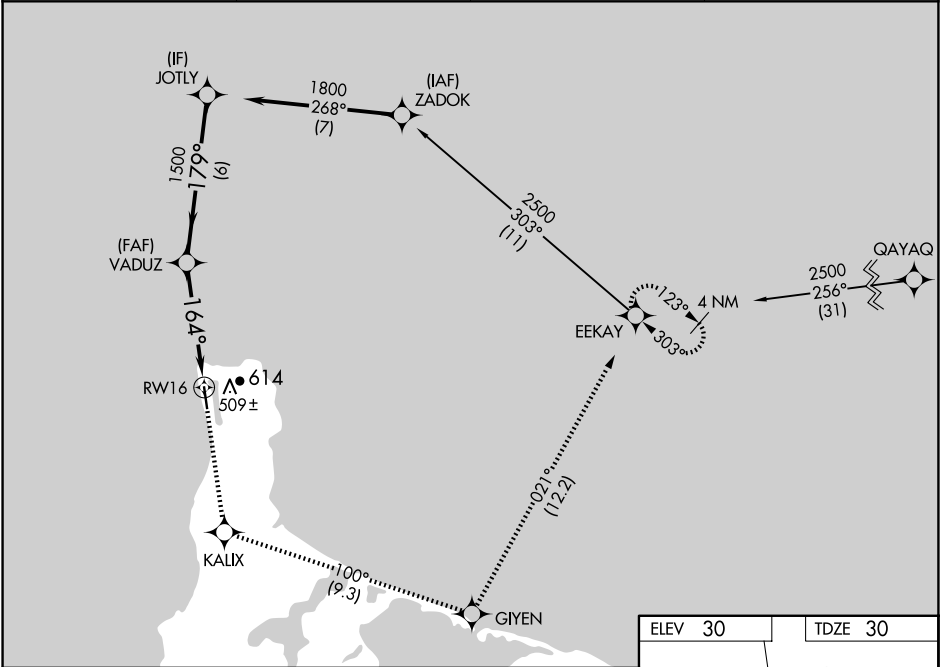 (IF)
JOTLY
1800
268°
(7)
(IAF)
ZADOK
1500
179°
(6)
2500
303°
(11)
(FAF)
VADUZ
QAYAQ
2500
256°
(31)
123°
4 NM
EEKAY
303°
164°
RW16
614
509±
021°
(12.2)
KALIX
100°
(9.3)
GIYEN
ELEV 30
TDZE 30